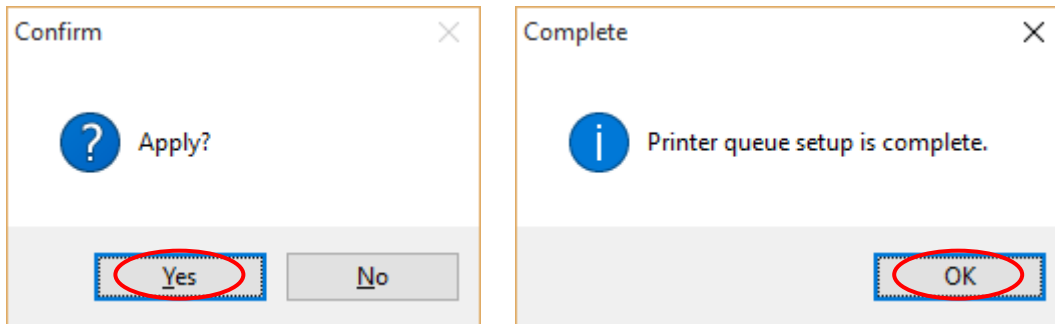 Confirm
Apply?
Yes
No
Complete
Printer queue setup is complete.
OK